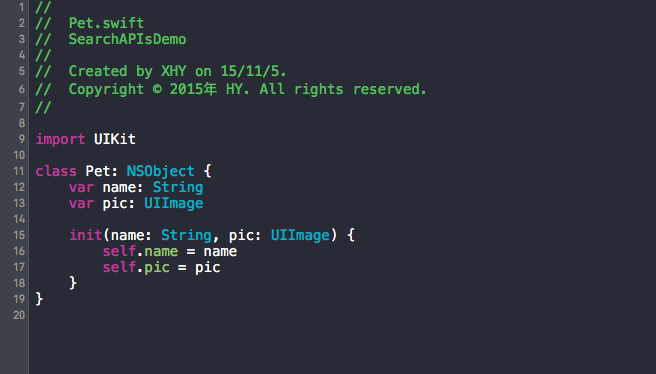 1 //
2 //  Pet.swift
3 //  SearchAPIsDemo
4 //
5 //  Created by XHY on 15/11/5.
6 //  Copyright © 2015年 HY. All rights reserved.
7 //
8
9 import UIKit
10
11 class Pet: NSObject {
12     var name: String
13     var pic: UIImage
14
15     init(name: String, pic: UIImage) {
16         self.name = name
17         self.pic = pic
18     }
19 }
20